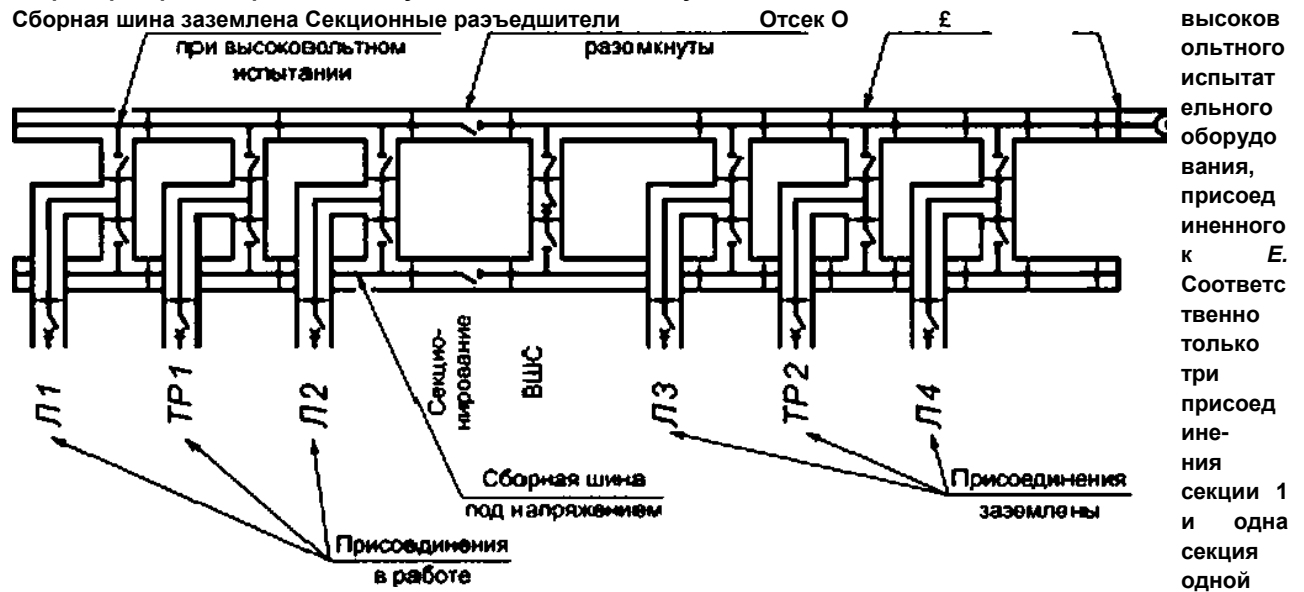 Сборная шина заземлена Секционные раэъедшители Отсек О £
при высоковольтном
испытании
разомкнуты
Секцио-
нирование
ВШС
Л1
ТР1
Л2
Л3
ТР2
Л4
Сборная шина
под напряжением
Присоединения
заземлены
Присоединения
в работе
высоков
ольтного
испытат
ельного
оборудо
вания,
присоед
иненного
к E.
Соответс
твенно
только
три
присоед
ине-
ния
секции 1
и одна
секция
одной